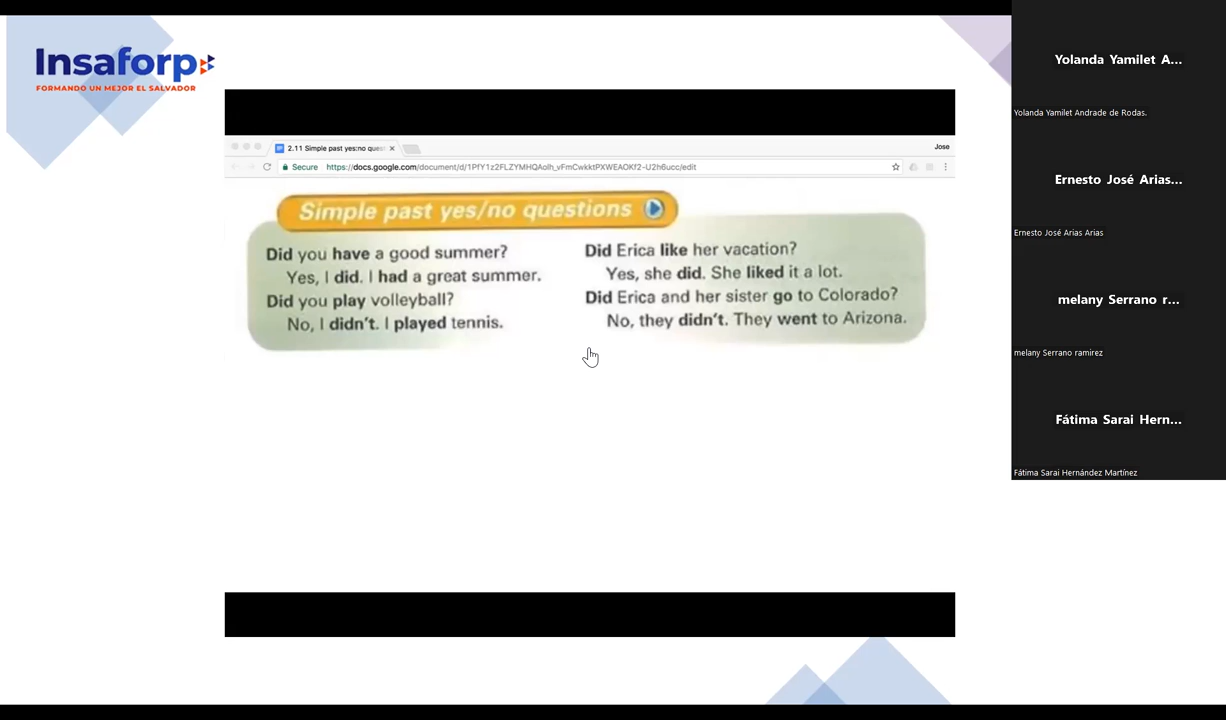 Insaforp
FORMANDO UN MEJOR EL SALVADOR
2.11 Simple past yes:no ques
Jose
Secure
https://docs.google.com/document/d/1PfY1z2FLZYMHQAolh_vFmCwkktPXWEAOKf2-U2h6ucc/edit
Simple past yes/no questions
Did you have a good summer?
Yes, I did. I had a great summer.
Did you play volleyball?
No, I didn't. I played tennis.
Did Erica like her vacation?
Yes, she did. She liked it a lot.
Did Erica and her sister go to Colorado?
No, they didn't. They went to Arizona.
Yolanda Yamilet A...
Yolanda Yamilet Andrade de Rodas.
Ernesto José Arias...
Ernesto José Arias Arias
melany Serrano r...
melany Serrano ramirez
Fátima Sarai Hern...
Fátima Sarai Hernández Martínez